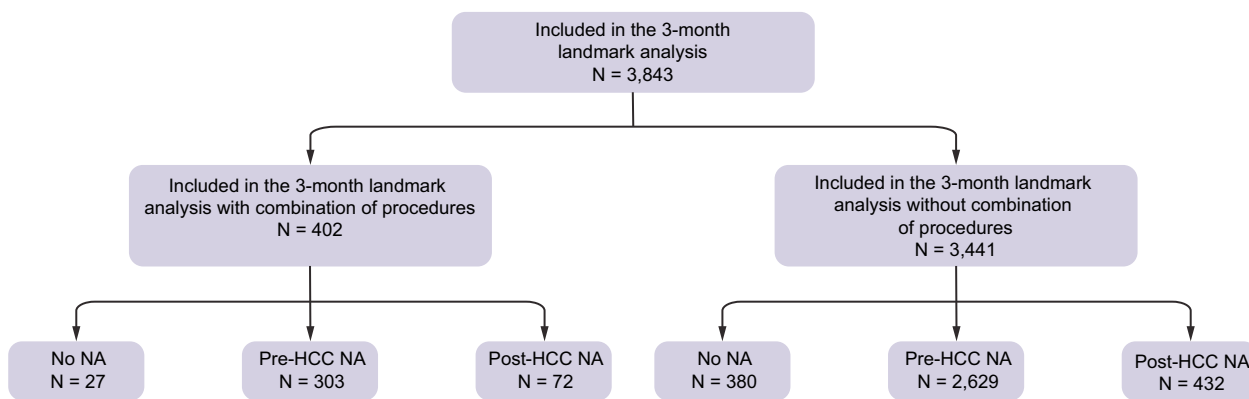 Included in the 3-month
landmark analysis
N = 3,843
Included in the 3-month landmark
analysis with combination of procedures
N = 402
Included in the 3-month landmark
analysis without combination
of procedures
N = 3,441
No NA
N = 27
Pre-HCC NA
N = 303
Post-HCC NA
N = 72
No NA
N = 380
Pre-HCC NA
N = 2,629
Post-HCC NA
N = 432